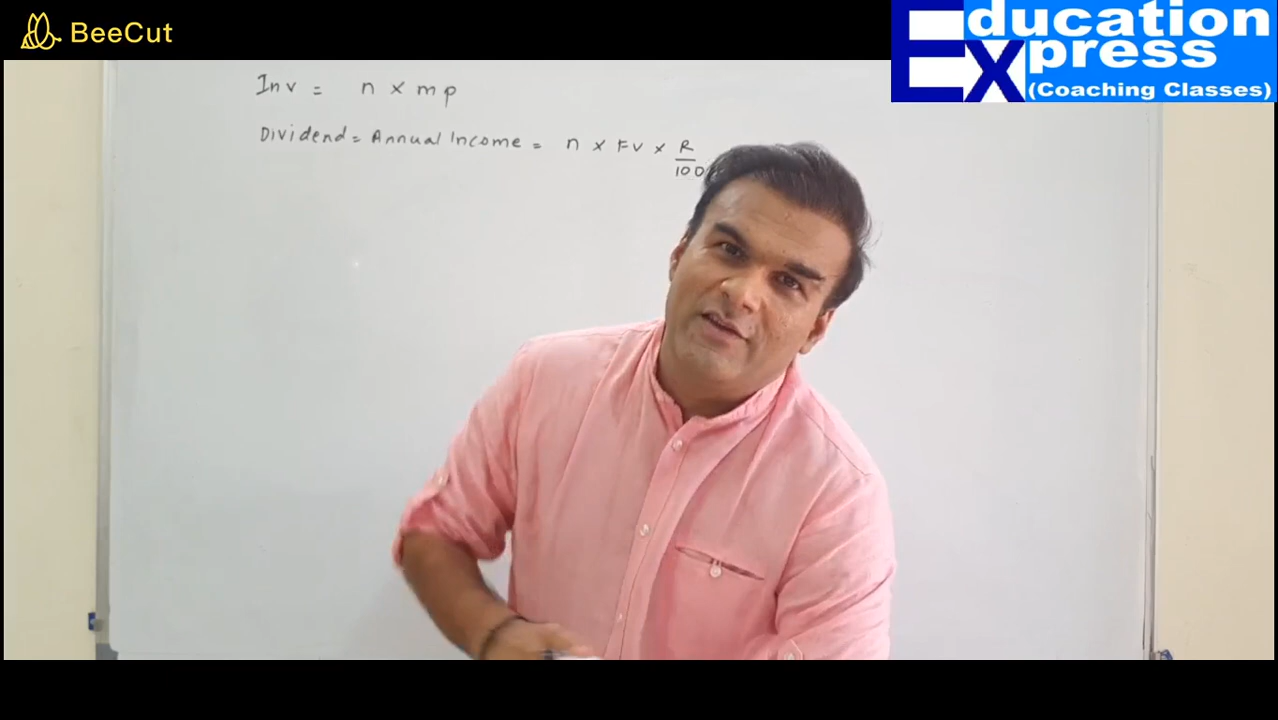 BeeCut
Education
Express
(Coaching Classes)
Inv = n × mp
Dividend = Annual Income = n × FV × R/100